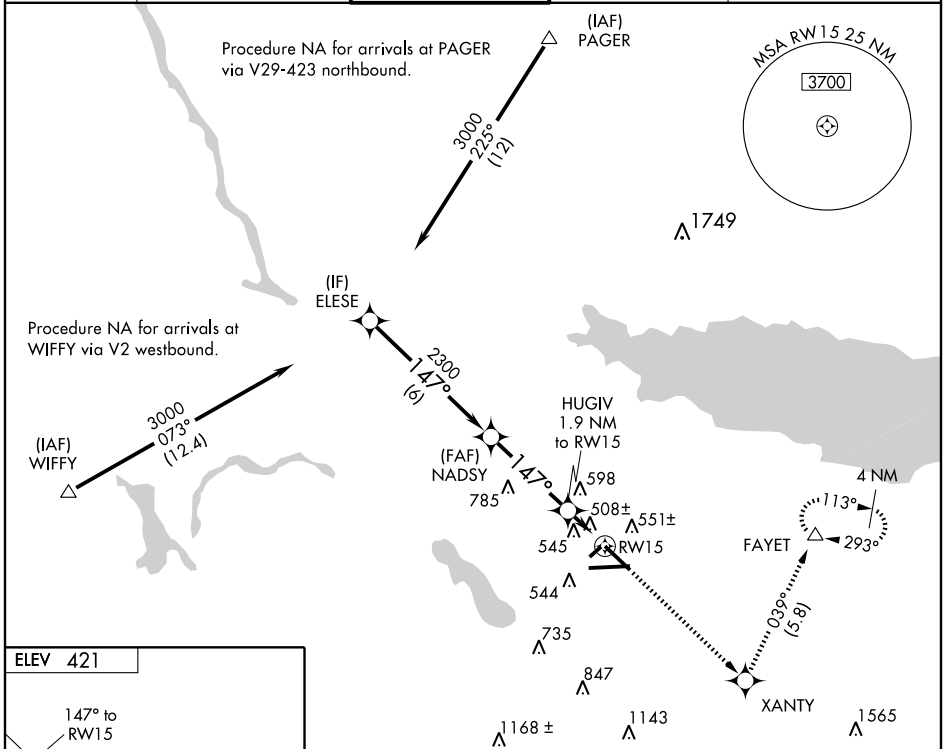 Procedure NA for arrivals at PAGER
via V29-423 northbound.
(IAF)
PAGER
MSA RW15 25 NM
3700
3000
225°
(12)
1749
(IF)
ELESE
Procedure NA for arrivals at
WIFFY via V2 westbound.
2300
147°
(6)
3000
073°
(12.4)
(IAF)
WIFFY
HUGIV
1.9 NM
to RW15
(FAF)
NADSY
147°
785
598
508±
551±
545
RW15
4 NM
113°
293°
FAYET
544
039°
(5.8)
735
ELEV 421
847
XANTY
147° to
RW15
1168 ±
1143
1565